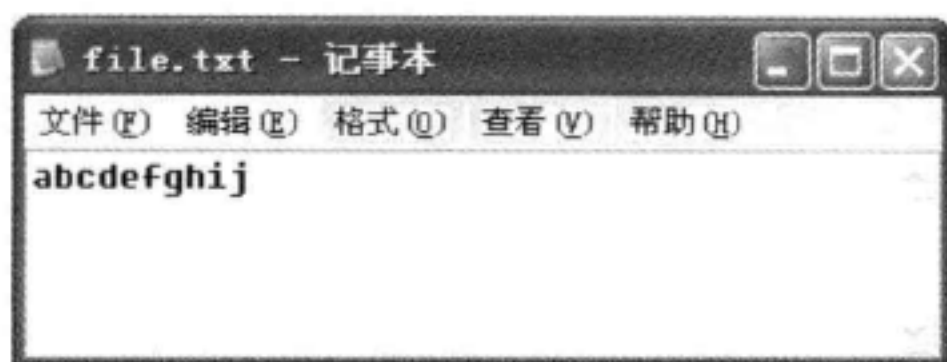 file.txt - 记事本
文件(F) 编辑(E) 格式(O) 查看(V) 帮助(H)
abcdefghij